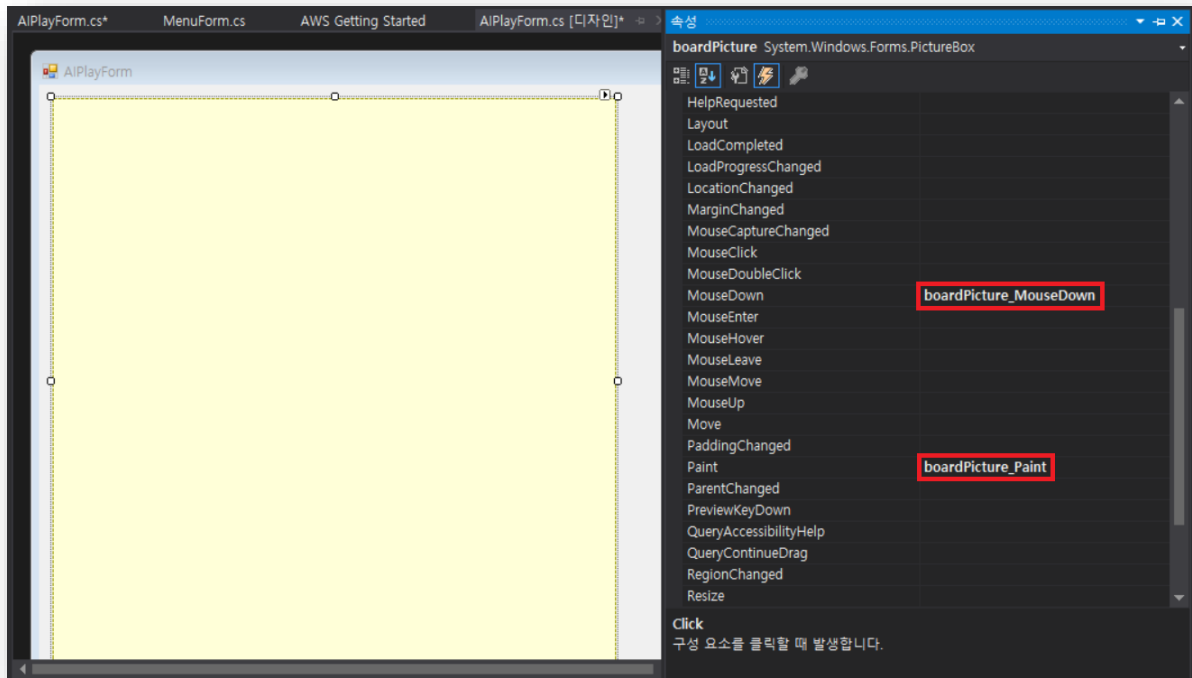 AIPlayForm.cs*
MenuForm.cs
AWS Getting Started
AIPlayForm.cs [디자인]*
AIPlayForm
속성
boardPicture System.Windows.Forms.PictureBox
HelpRequested
Layout
LoadCompleted
LoadProgressChanged
LocationChanged
MarginChanged
MouseCaptureChanged
MouseClick
MouseDoubleClick
MouseDown boardPicture_MouseDown
MouseEnter
MouseHover
MouseLeave
MouseMove
MouseUp
Move
PaddingChanged
Paint boardPicture_Paint
ParentChanged
PreviewKeyDown
QueryAccessibilityHelp
QueryContinueDrag
RegionChanged
Resize
Click
구성 요소를 클릭할 때 발생합니다.